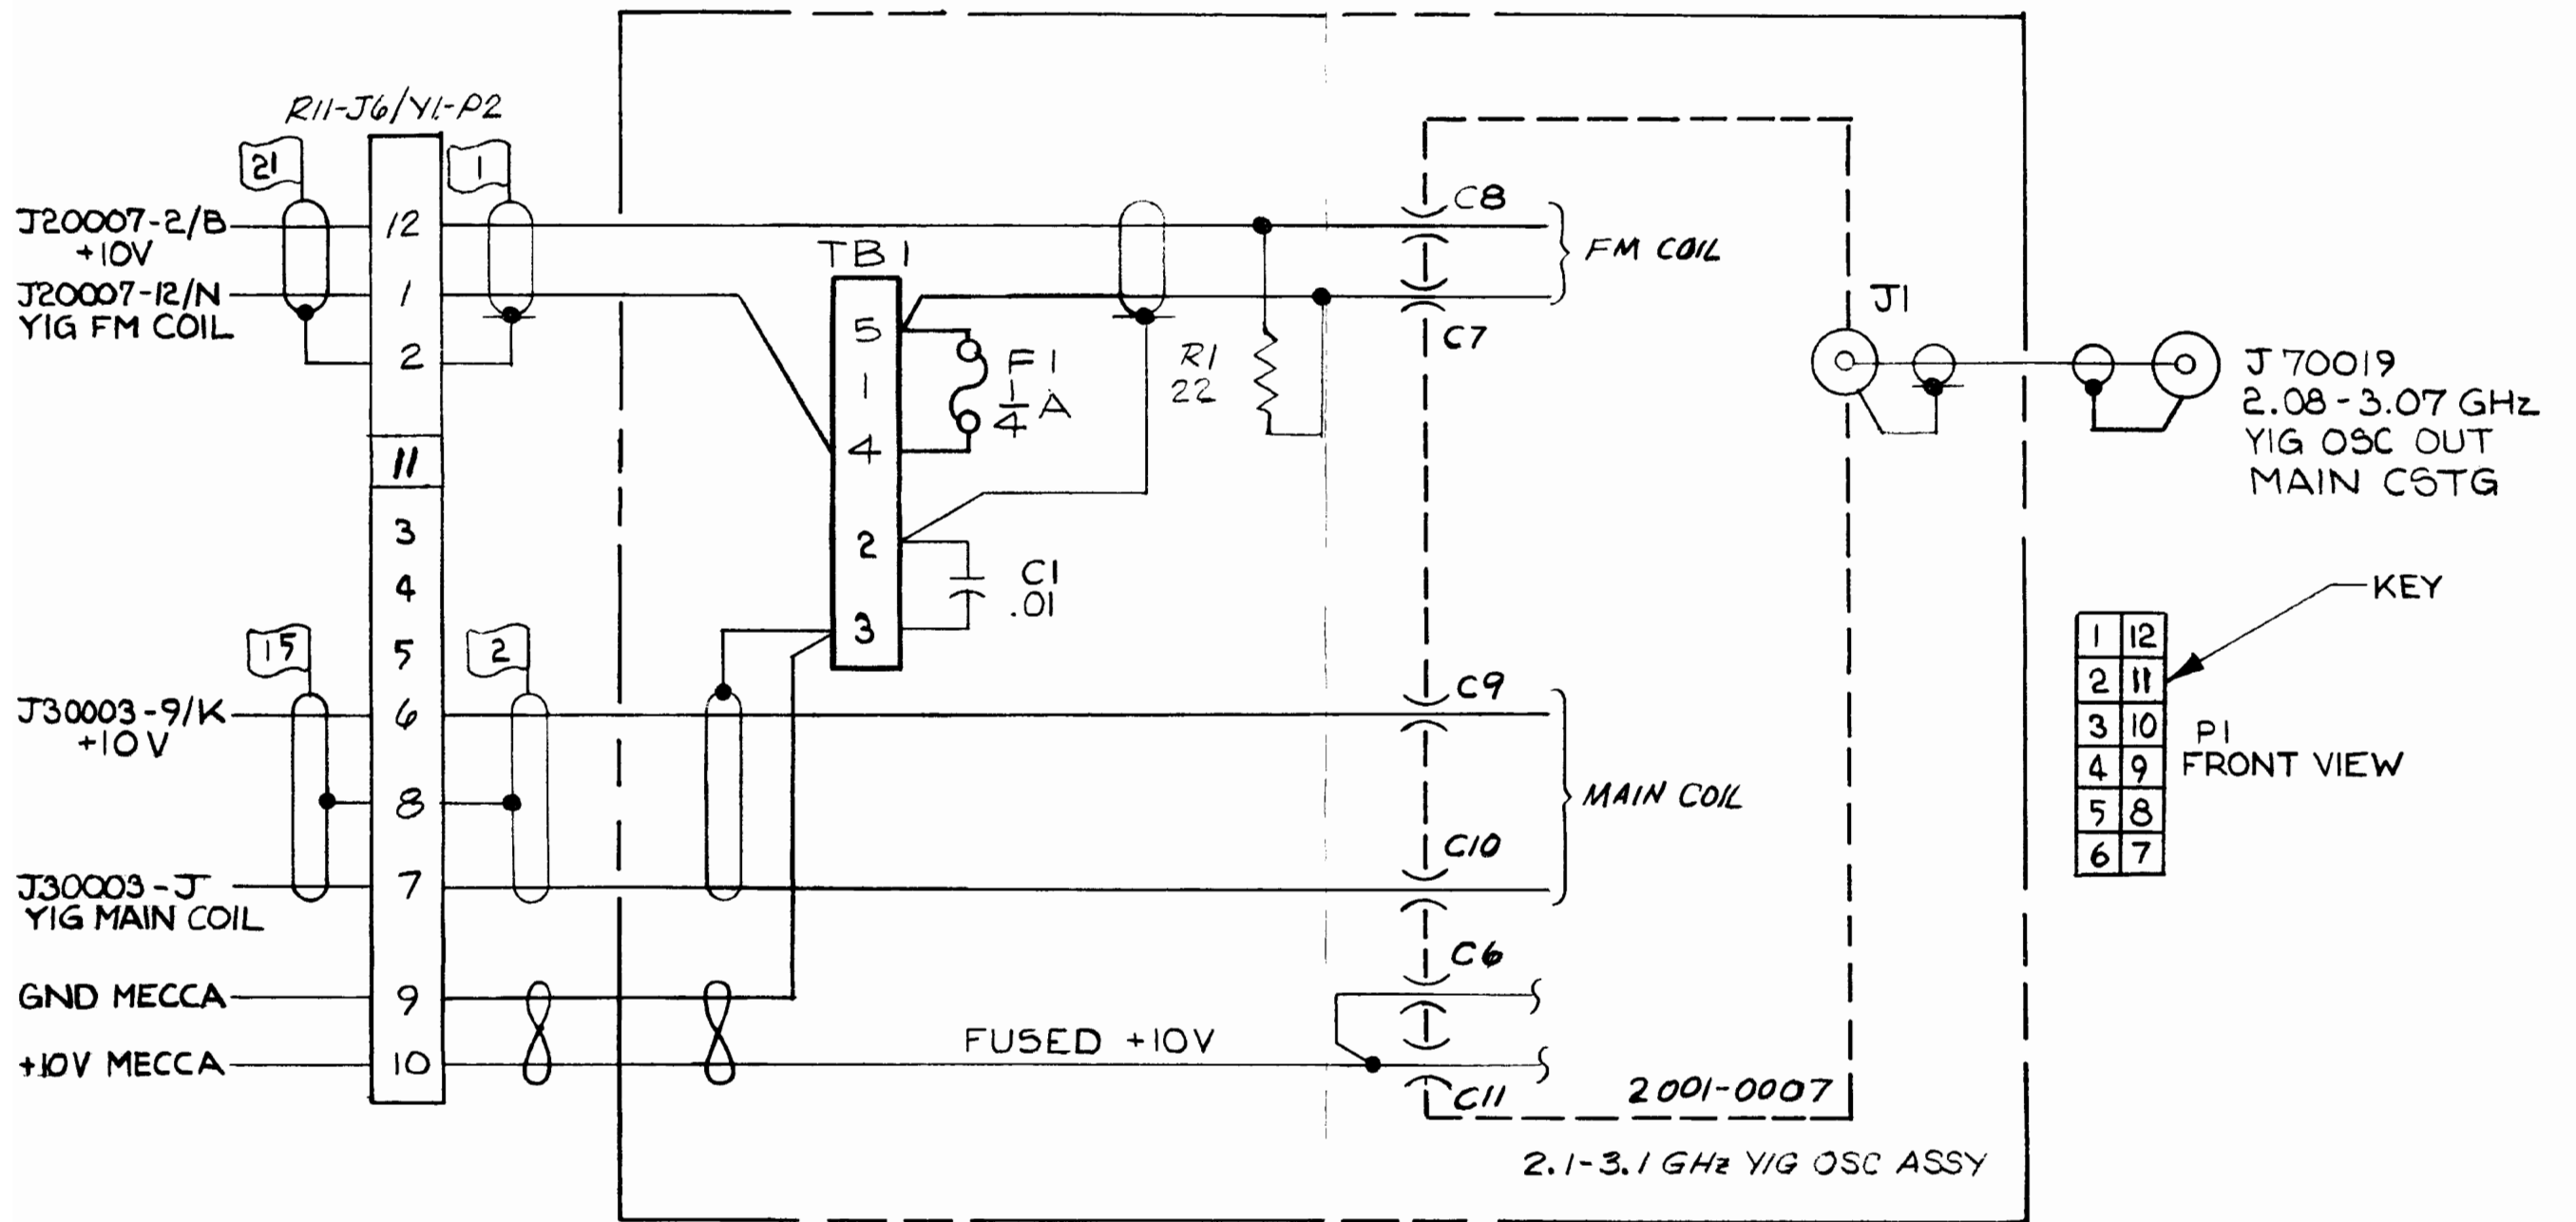 R11-J6/Y1-P2
21
1
J20007-2/B
+10V
J20007-12/N
YIG FM COIL
12
1
2
11
3
4
5
6
8
7
9
10
15
2
J30003-9/K
+10V
J30003-J
YIG MAIN COIL
GND MECCA
+10V MECCA
TB1
5
1
4
2
3
F1
1/4 A
C1
.01
R1
22
C8
FM COIL
C7
C9
MAIN COIL
C10
C6
FUSED +10V
C11
2001-0007
2.1-3.1 GHz YIG OSC ASSY
J1
J70019
2.08-3.07 GHz
YIG OSC OUT
MAIN CSTG
KEY
1 12
2 11
3 10
4 9
5 8
6 7
P1
FRONT VIEW